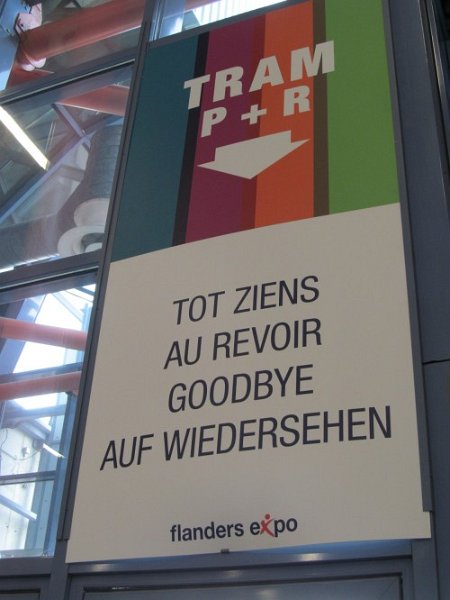 TRAM
P + R
TOT ZIENS
AU REVOIR
GOODBYE
AUF WIEDERSEHEN
flanders expo